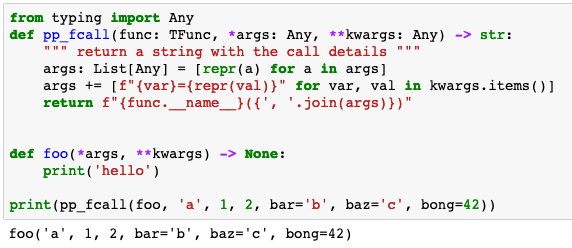 from typing import Any
def pp_fcall(func: TFunc, *args: Any, **kwargs: Any) -> str:
    """ return a string with the call details """
    args: List[Any] = [repr(a) for a in args]
    args += [f"{var}={repr(val)}" for var, val in kwargs.items()]
    return f"{func.__name__}({', '.join(args)})"
def foo(*args, **kwargs) -> None:
    print('hello')
print(pp_fcall(foo, 'a', 1, 2, bar='b', baz='c', bong=42))
foo('a', 1, 2, bar='b', baz='c', bong=42)